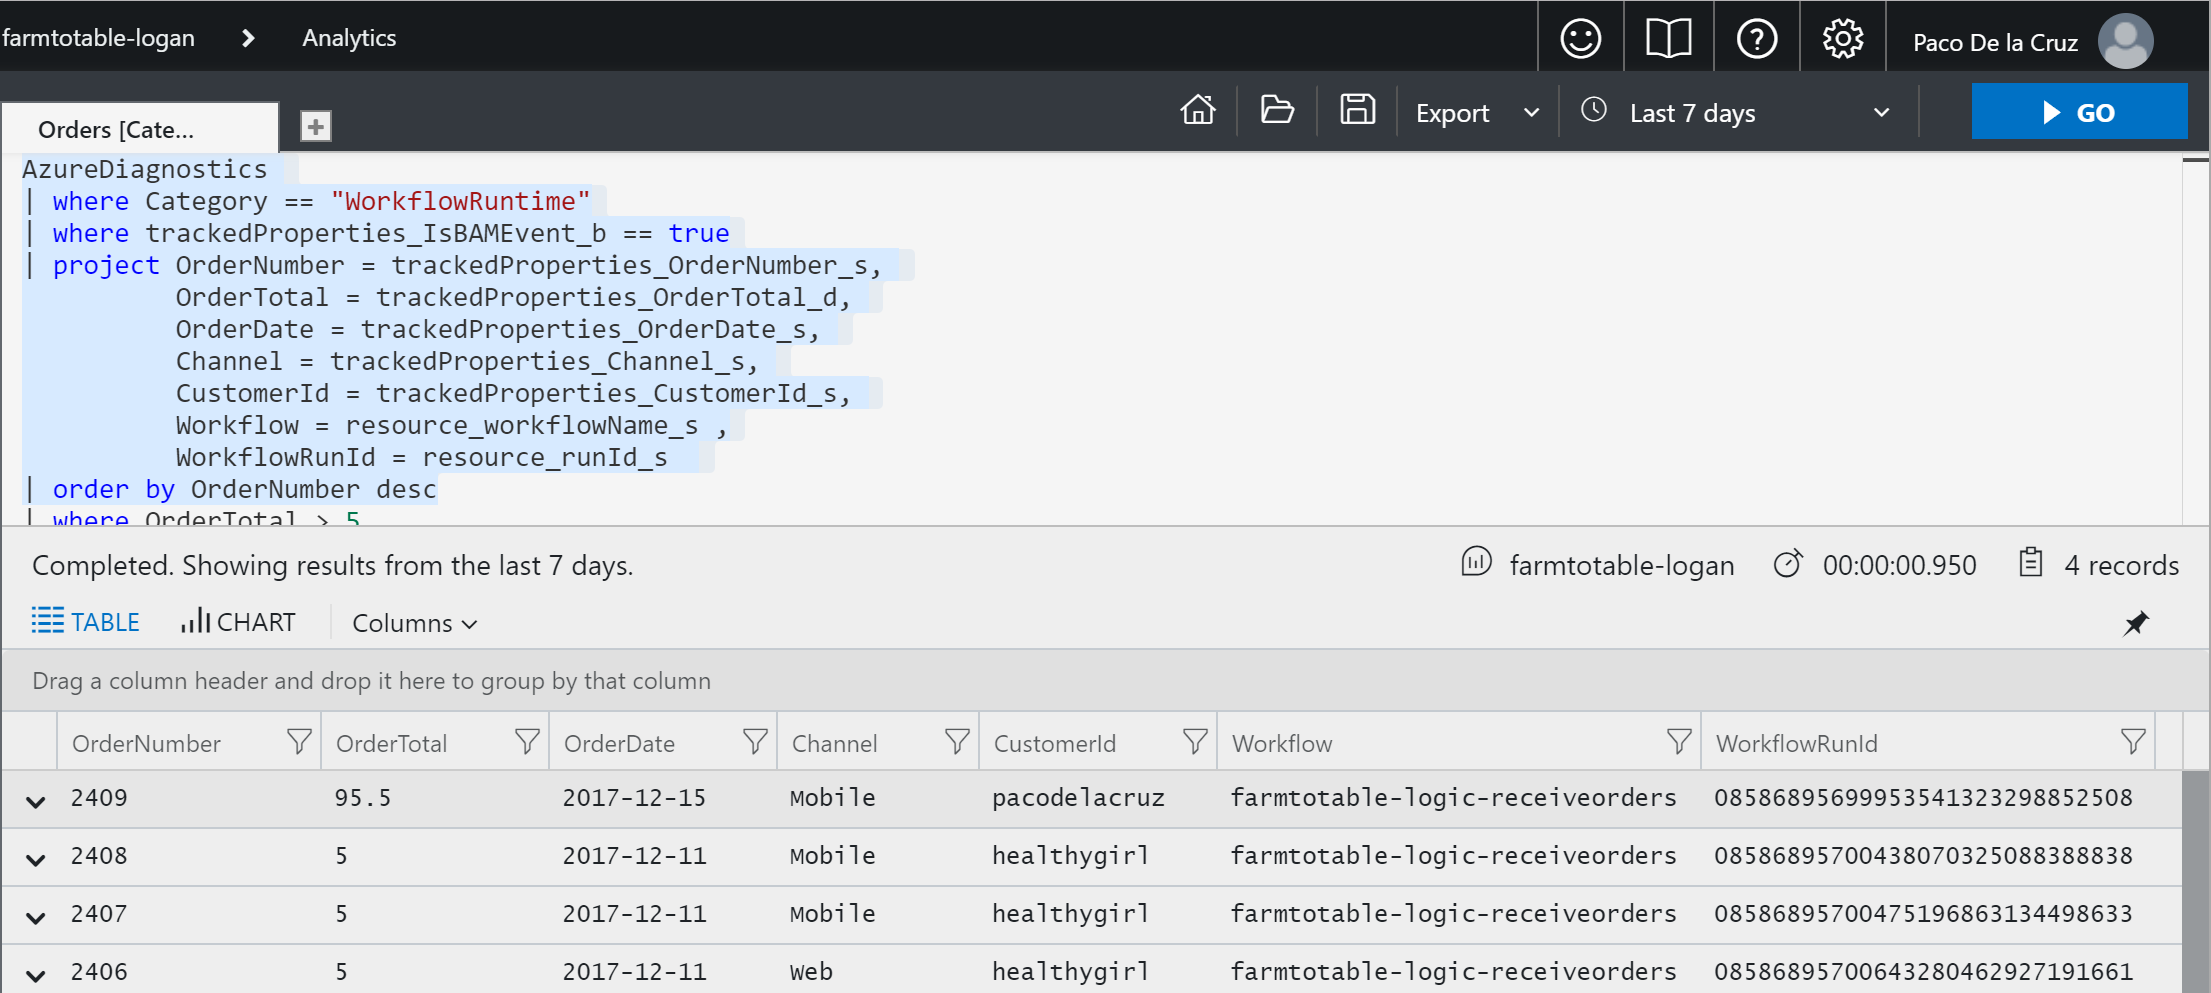 farmtotable-logan > Analytics
Paco De la Cruz
Orders [Cate...
Export
Last 7 days
GO
AzureDiagnostics
| where Category == "WorkflowRuntime"
| where trackedProperties_IsBAMEvent_b == true
| project OrderNumber = trackedProperties_OrderNumber_s,
OrderTotal = trackedProperties_OrderTotal_d,
OrderDate = trackedProperties_OrderDate_s,
Channel = trackedProperties_Channel_s,
CustomerId = trackedProperties_CustomerId_s,
Workflow = resource_workflowName_s ,
WorkflowRunId = resource_runId_s
| order by OrderNumber desc
| where OrderTotal > 5
Completed. Showing results from the last 7 days.
farmtotable-logan 00:00:00.950 4 records
TABLE CHART Columns
Drag a column header and drop it here to group by that column
OrderNumber OrderTotal OrderDate Channel CustomerId Workflow WorkflowRunId
2409 95.5 2017-12-15 Mobile pacodelacruz farmtotable-logic-receiveorders 08586895699953541323298852508
2408 5 2017-12-11 Mobile healthygirl farmtotable-logic-receiveorders 08586895700438070325088388838
2407 5 2017-12-11 Mobile healthygirl farmtotable-logic-receiveorders 08586895700475196863134498633
2406 5 2017-12-11 Web healthygirl farmtotable-logic-receiveorders 08586895700643280462927191661